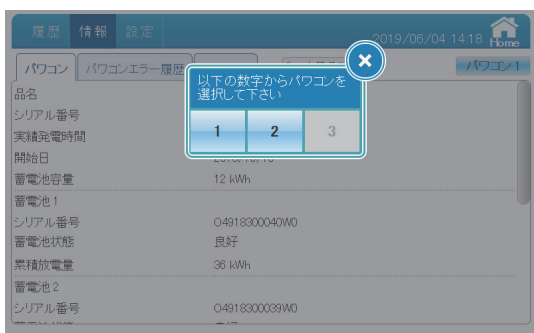 履歴 情報 設定
2019/06/04 14:18 Home
パワコン パワコンエラー履歴
パワコン1
以下の数字からパワコンを
選択して下さい
1 2 3
品名
シリアル番号
実績発電時間
開始日
蓄電池容量 12 kWh
蓄電池1
シリアル番号 O4918300040W0
蓄電池状態 良好
累積放電量 36 kWh
蓄電池2
シリアル番号 O4918300039W0